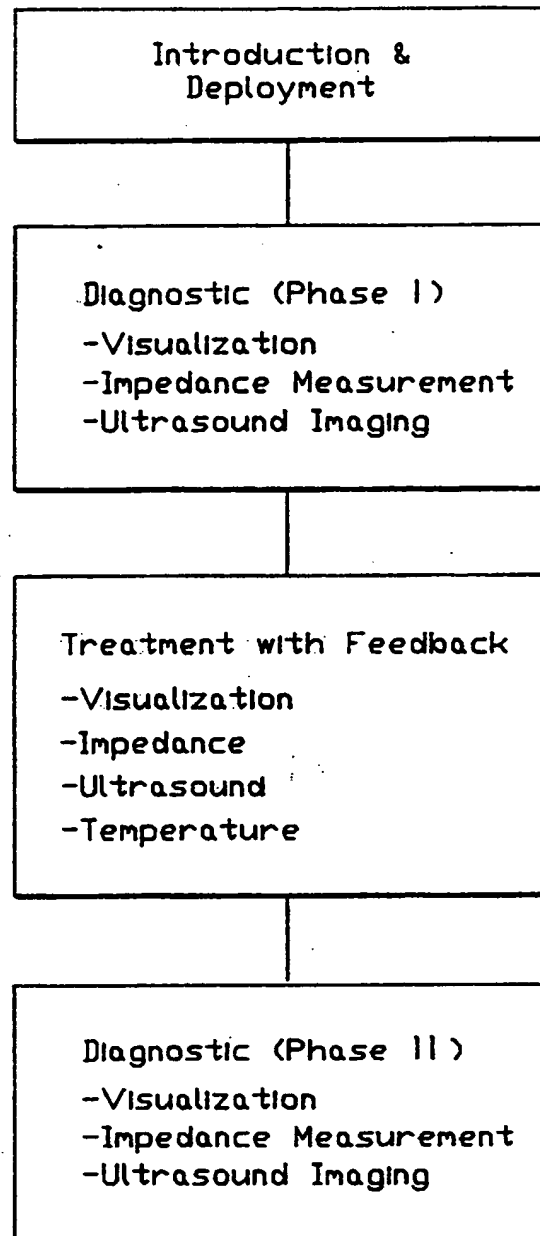 Introduction &
Deployment
Diagnostic (Phase I)
-Visualization
-Impedance Measurement
-Ultrasound Imaging
Treatment with Feedback
-Visualization
-Impedance
-Ultrasound
-Temperature
Diagnostic (Phase II)
-Visualization
-Impedance Measurement
-Ultrasound Imaging